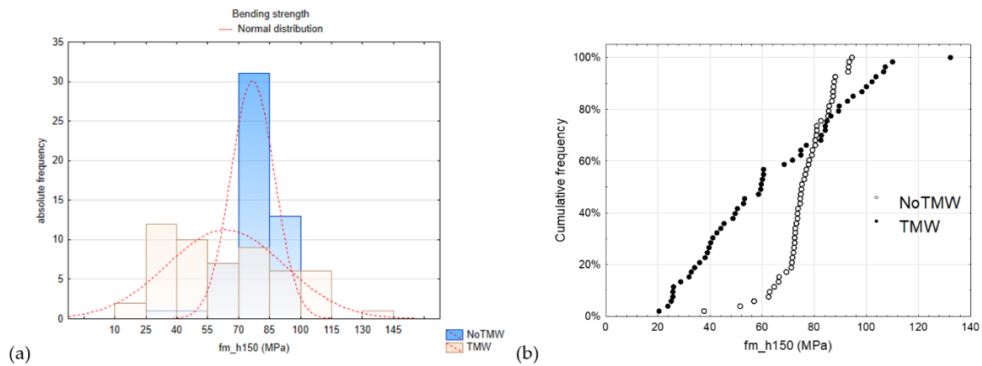 Bending strength
Normal distribution
absolute frequency
35
30
25
20
15
10
5
0
10 25 40 55 70 85 100 115 130 145
fm_h150 (MPa)
NoTMW
TMW
(a)
Cumulative frequency
100%
80%
60%
40%
20%
0%
0 20 40 60 80 100 120 140
fm_h150 (MPa)
NoTMW
TMW
(b)